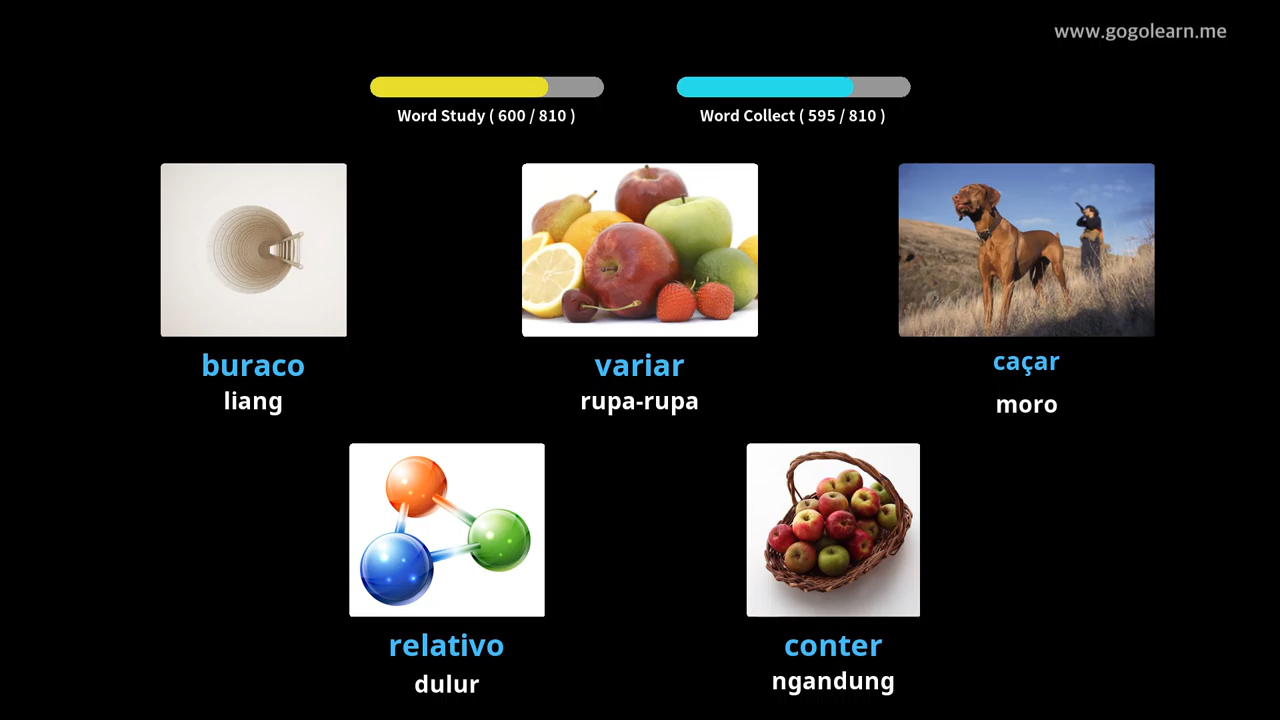 www.gogolearn.me
Word Study ( 600 / 810 )
Word Collect ( 595 / 810 )
buraco
liang
variar
rupa-rupa
caçar
moro
relativo
dulur
conter
ngandung